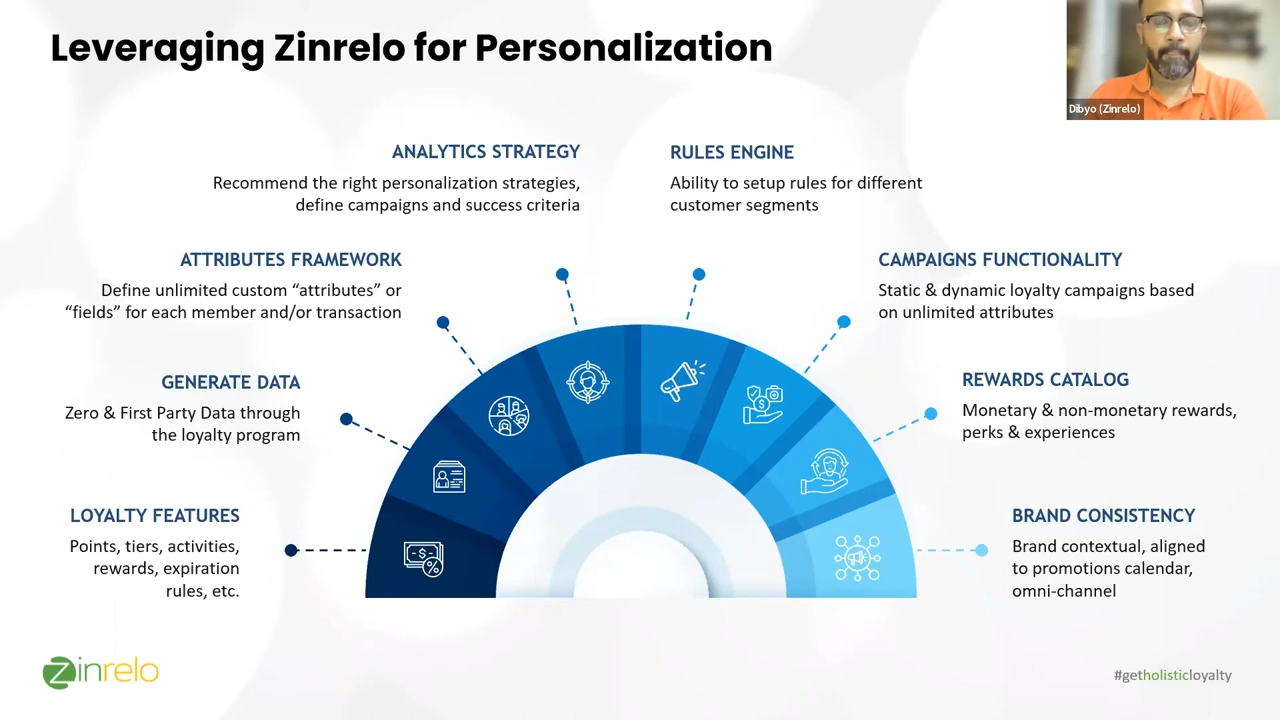 Leveraging Zinrelo for Personalization
Dibyo (Zinrelo)
ANALYTICS STRATEGY
Recommend the right personalization strategies,
define campaigns and success criteria
RULES ENGINE
Ability to setup rules for different
customer segments
ATTRIBUTES FRAMEWORK
Define unlimited custom “attributes” or
“fields” for each member and/or transaction
CAMPAIGNS FUNCTIONALITY
Static & dynamic loyalty campaigns based
on unlimited attributes
GENERATE DATA
Zero & First Party Data through
the loyalty program
REWARDS CATALOG
Monetary & non-monetary rewards,
perks & experiences
LOYALTY FEATURES
Points, tiers, activities,
rewards, expiration
rules, etc.
BRAND CONSISTENCY
Brand contextual, aligned
to promotions calendar,
omni-channel
zinrelo
#getholisticloyalty